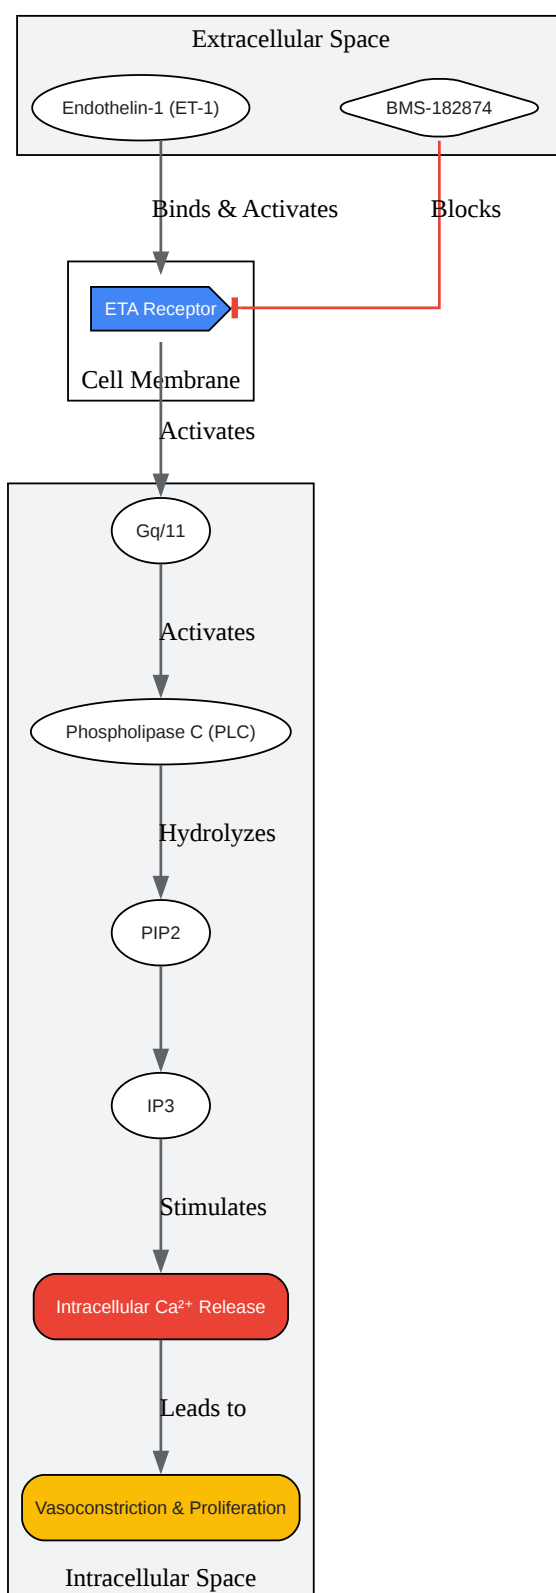 Extracellular Space
Endothelin-1 (ET-1)
BMS-182874
Binds & Activates
Blocks
ETA Receptor
Cell Membrane
Activates
Gq/11
Activates
Phospholipase C (PLC)
Hydrolyzes
PIP2
IP3
Stimulates
Intracellular Ca²⁺ Release
Leads to
Vasoconstriction & Proliferation
Intracellular Space